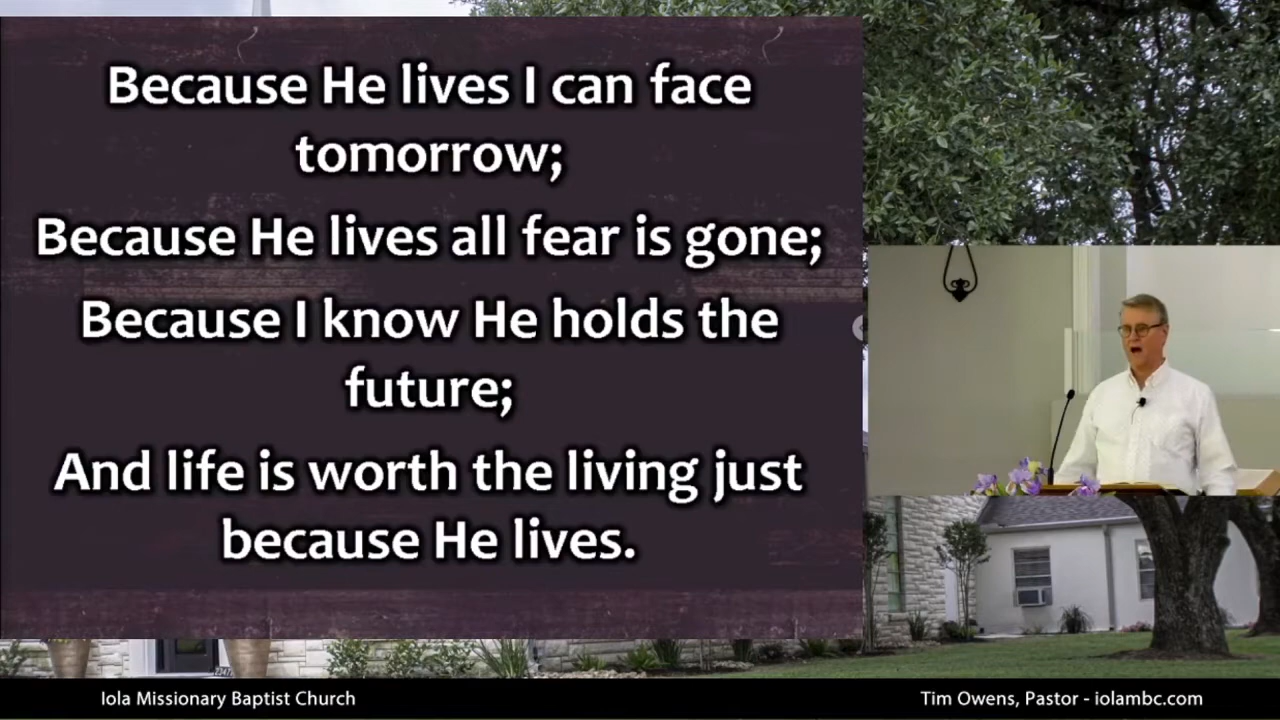 Because He lives I can face
tomorrow;
Because He lives all fear is gone;
Because I know He holds the
future;
And life is worth the living just
because He lives.
Iola Missionary Baptist Church
Tim Owens, Pastor - iolambc.com